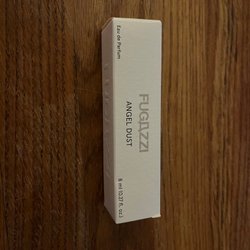 Eau de Parfum
FUGAZZI
ANGEL DUST
8 ml (0.27 fl. oz.)